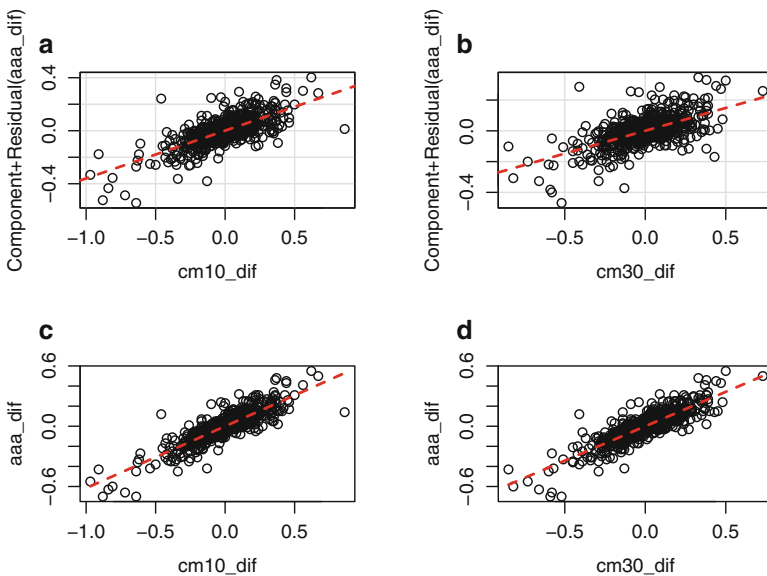 a
Component+Residual(aaa_dif)
0.4
0.0
−0.4
−1.0 −0.5 0.0 0.5
cm10_dif
b
Component+Residual(aaa_dif)
0.0
−0.4
−0.5 0.0 0.5
cm30_dif
c
aaa_dif
0.6
0.0
−0.6
−1.0 −0.5 0.0 0.5
cm10_dif
d
aaa_dif
0.6
0.0
−0.6
−0.5 0.0 0.5
cm30_dif